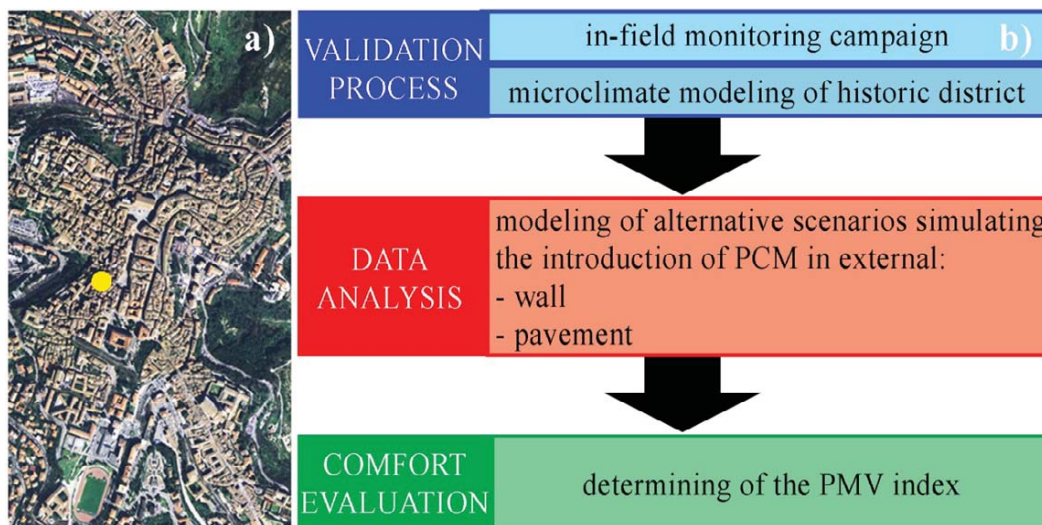 a)
b)
VALIDATION
PROCESS
in-field monitoring campaign
microclimate modeling of historic district
DATA
ANALYSIS
modeling of alternative scenarios simulating
the introduction of PCM in external:
- wall
- pavement
COMFORT
EVALUATION
determining of the PMV index